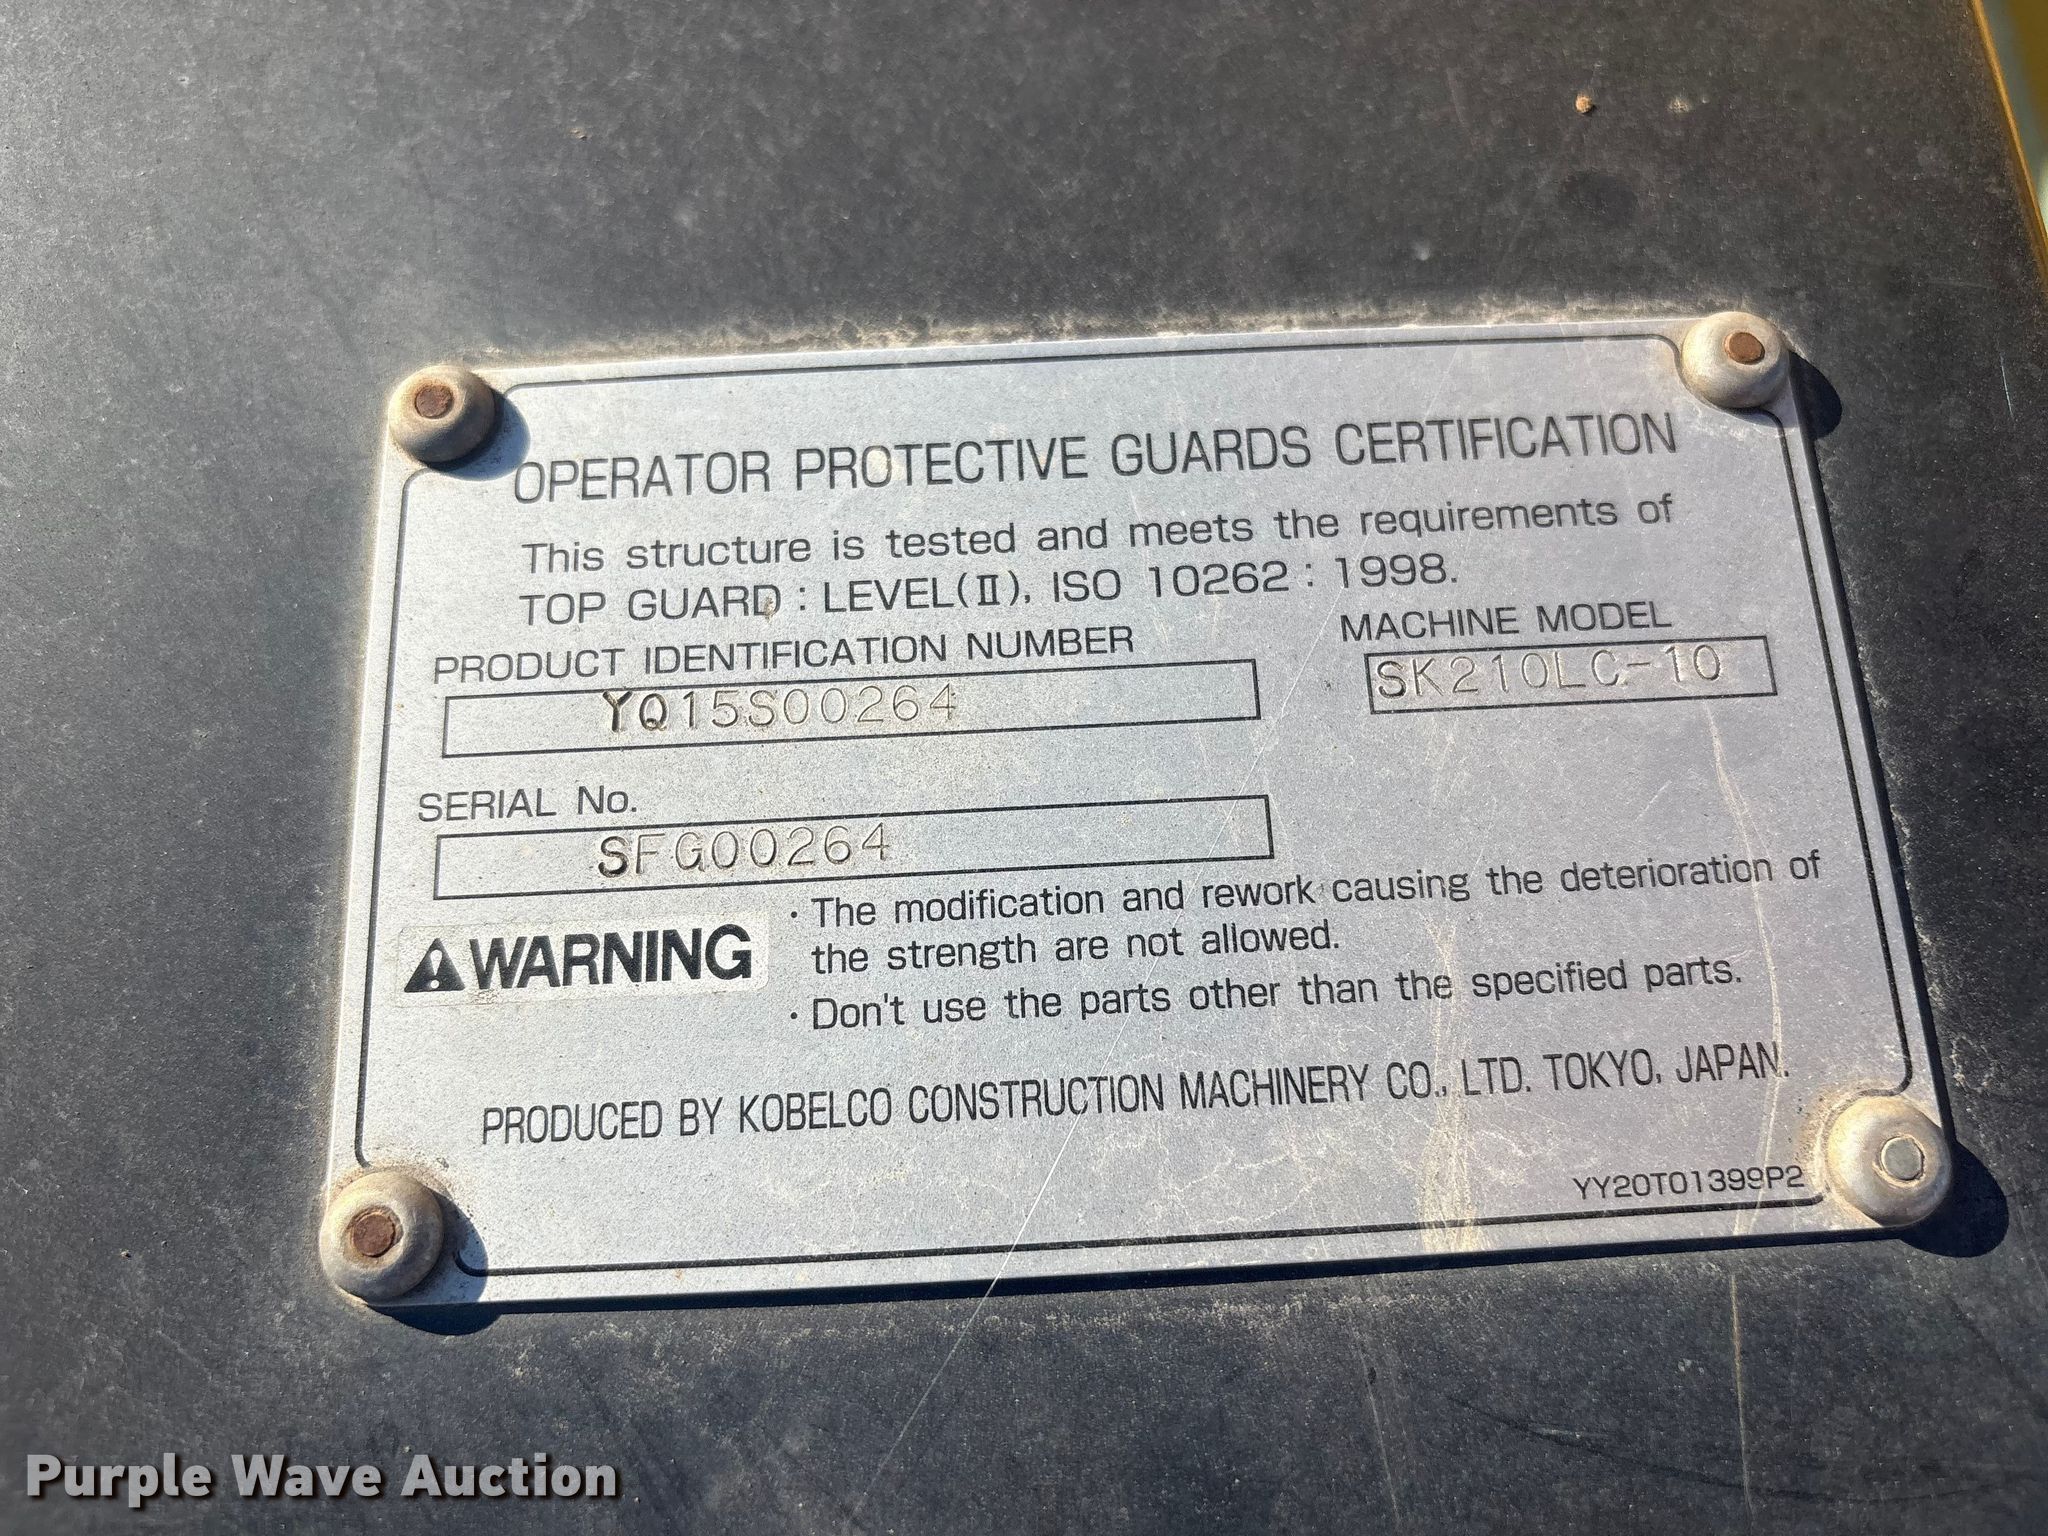 OPERATOR PROTECTIVE GUARDS CERTIFICATION
This structure is tested and meets the requirements of
TOP GUARD : LEVEL(Ⅱ), ISO 10262 : 1998.
PRODUCT IDENTIFICATION NUMBER
YQ15S00264
MACHINE MODEL
SK210LC-10
SERIAL No.
SFG00264
WARNING
· The modification and rework causing the deterioration of
the strength are not allowed.
· Don't use the parts other than the specified parts.
PRODUCED BY KOBELCO CONSTRUCTION MACHINERY CO., LTD. TOKYO, JAPAN.
YY20T01399P2
Purple Wave Auction